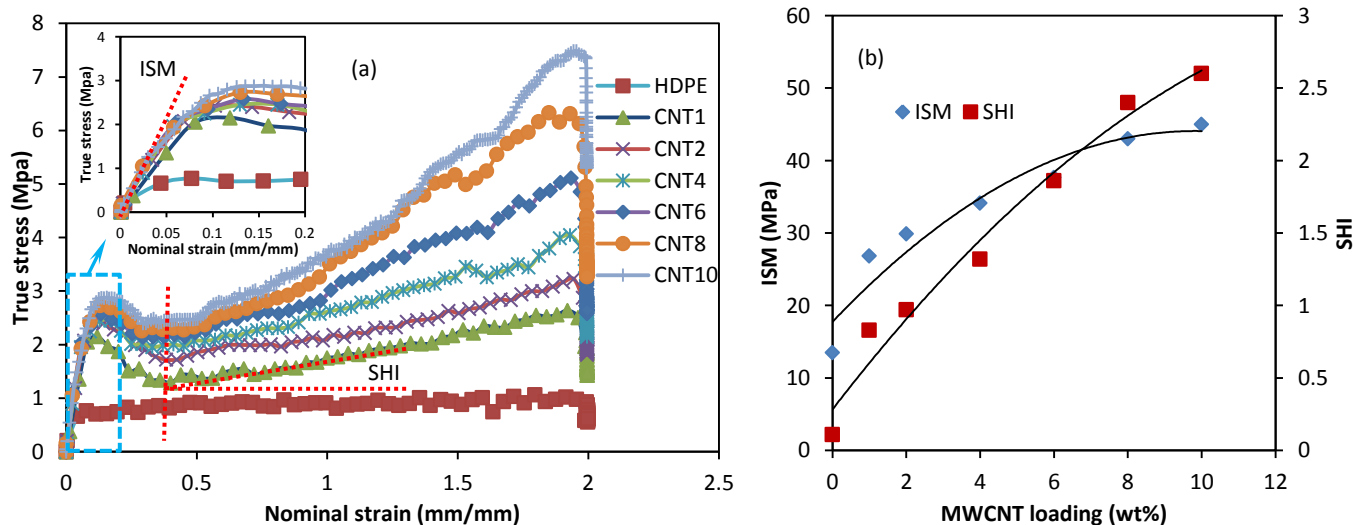 (a)
True stress (Mpa)
8
7
6
5
4
3
2
1
0
0
0.5
1
1.5
2
2.5
Nominal strain (mm/mm)
ISM
True stress (Mpa)
4
3
2
1
0
0
0.05
0.1
0.15
0.2
Nominal strain (mm/mm)
SHI
HDPE
CNT1
CNT2
CNT4
CNT6
CNT8
CNT10
(b)
ISM (MPa)
60
50
40
30
20
10
0
ISM
SHI
3
2.5
2
1.5
1
0.5
0
SHI
0
2
4
6
8
10
12
MWCNT loading (wt%)